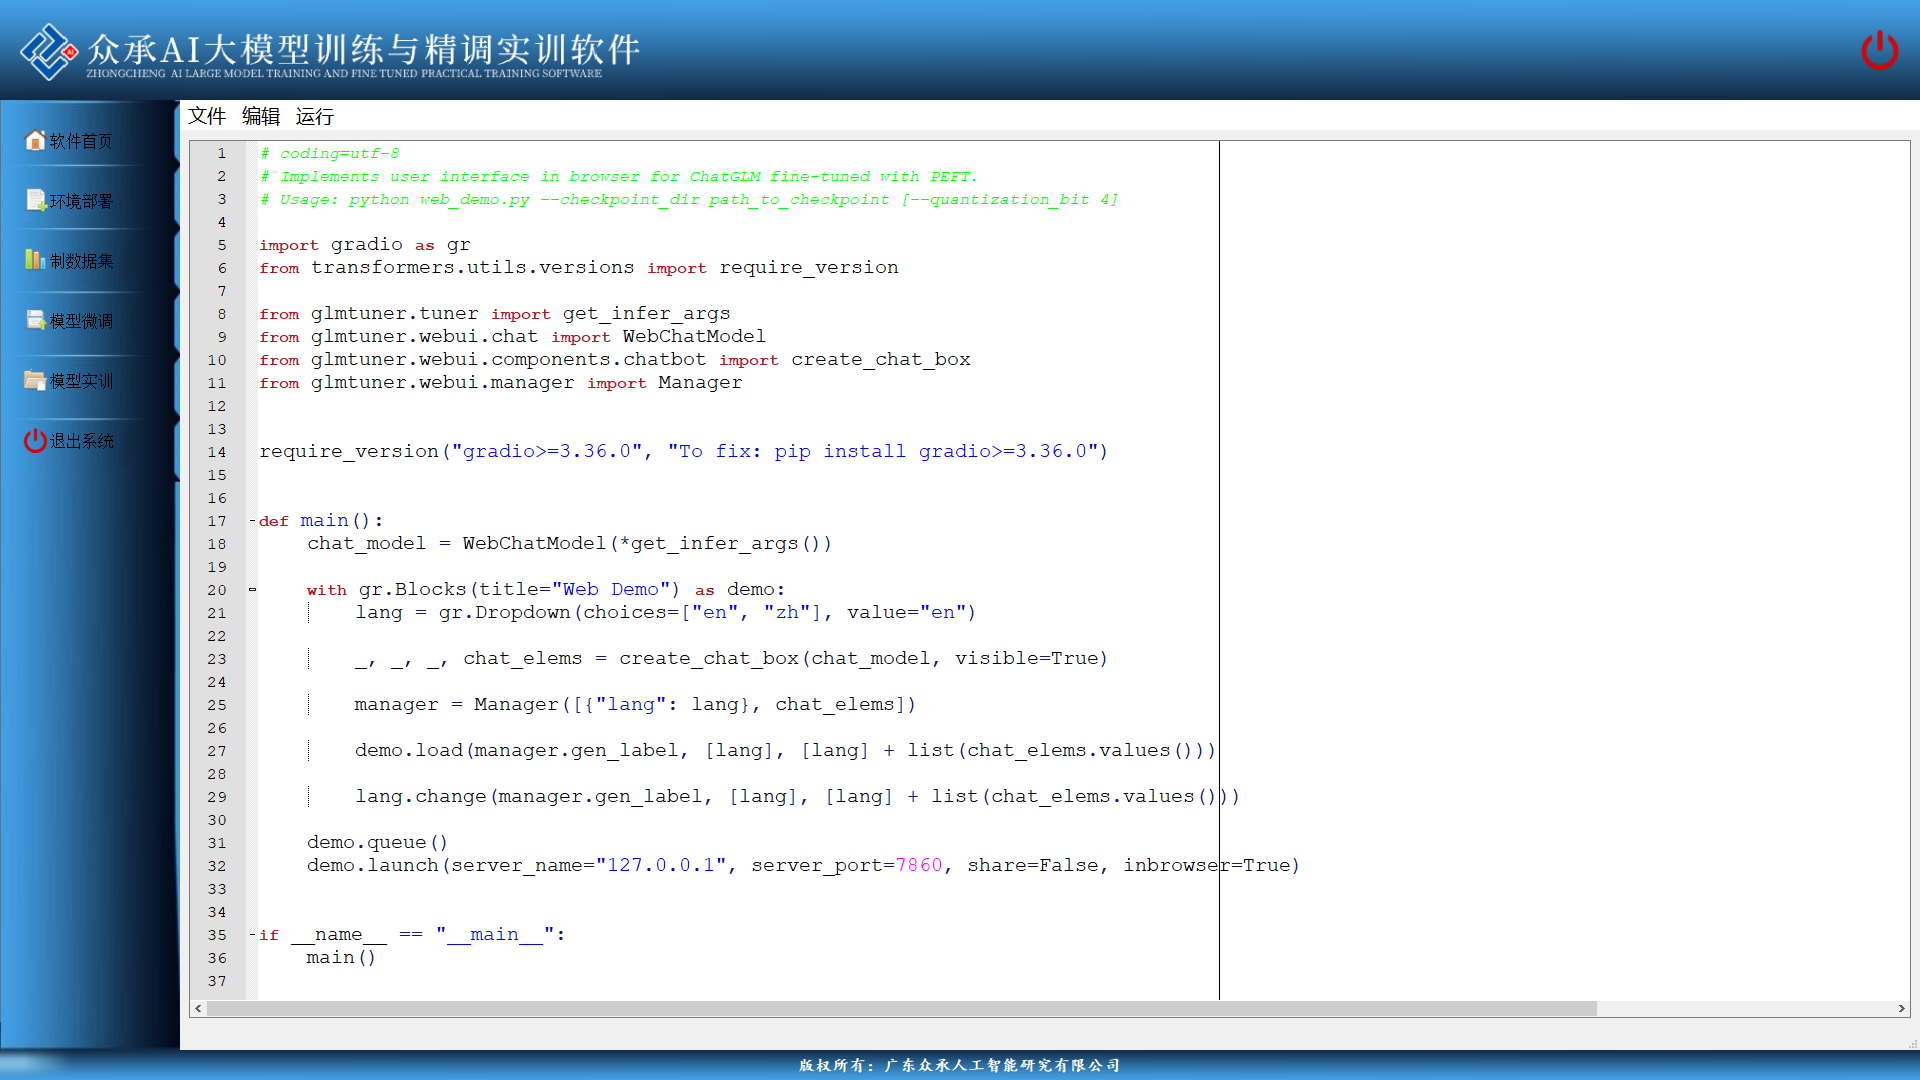 众承AI大模型训练与精调实训软件
ZHONGCHENG AI LARGE MODEL TRAINING AND FINE TUNED PRACTICAL TRAINING SOFTWARE
软件首页
环境部署
制数据集
模型微调
模型实训
退出系统
文件 编辑 运行
1 # coding=utf-8
2 # Implements user interface in browser for ChatGLM fine-tuned with PEFT.
3 # Usage: python web_demo.py --checkpoint_dir path_to_checkpoint [--quantization_bit 4]
4
5 import gradio as gr
6 from transformers.utils.versions import require_version
7
8 from glmtuner.tuner import get_infer_args
9 from glmtuner.webui.chat import WebChatModel
10 from glmtuner.webui.components.chatbot import create_chat_box
11 from glmtuner.webui.manager import Manager
12
13
14 require_version("gradio>=3.36.0", "To fix: pip install gradio>=3.36.0")
15
16
17 def main():
18     chat_model = WebChatModel(*get_infer_args())
19
20     with gr.Blocks(title="Web Demo") as demo:
21         lang = gr.Dropdown(choices=["en", "zh"], value="en")
22
23         _, _, _, chat_elems = create_chat_box(chat_model, visible=True)
24
25         manager = Manager([{"lang": lang}, chat_elems])
26
27         demo.load(manager.gen_label, [lang], [lang] + list(chat_elems.values()))
28
29         lang.change(manager.gen_label, [lang], [lang] + list(chat_elems.values()))
30
31     demo.queue()
32     demo.launch(server_name="127.0.0.1", server_port=7860, share=False, inbrowser=True)
33
34
35 if __name__ == "__main__":
36     main()
37
版权所有：广东众承人工智能研究有限公司